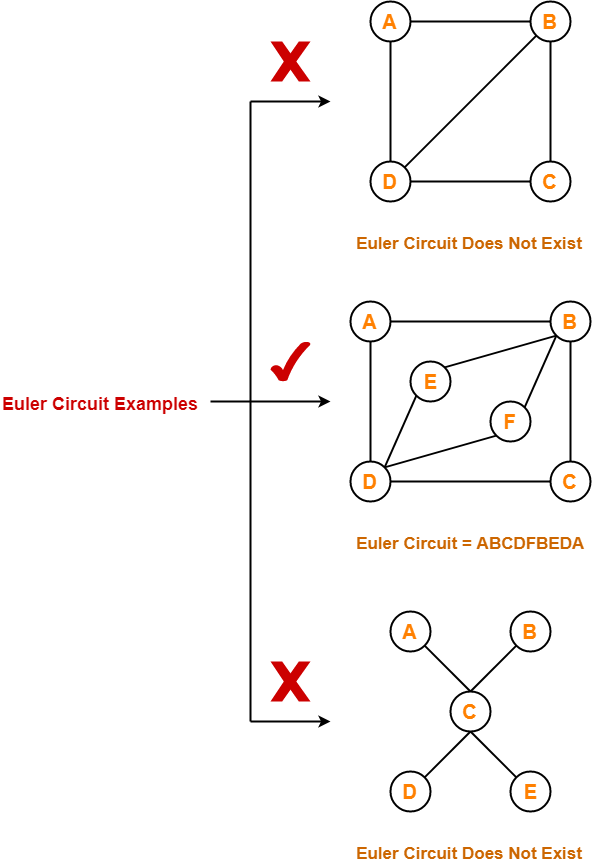 A B
D C
Euler Circuit Does Not Exist
A B
E
F
D C
Euler Circuit Examples
Euler Circuit = ABCDFBEDA
A B
C
D E
Euler Circuit Does Not Exist